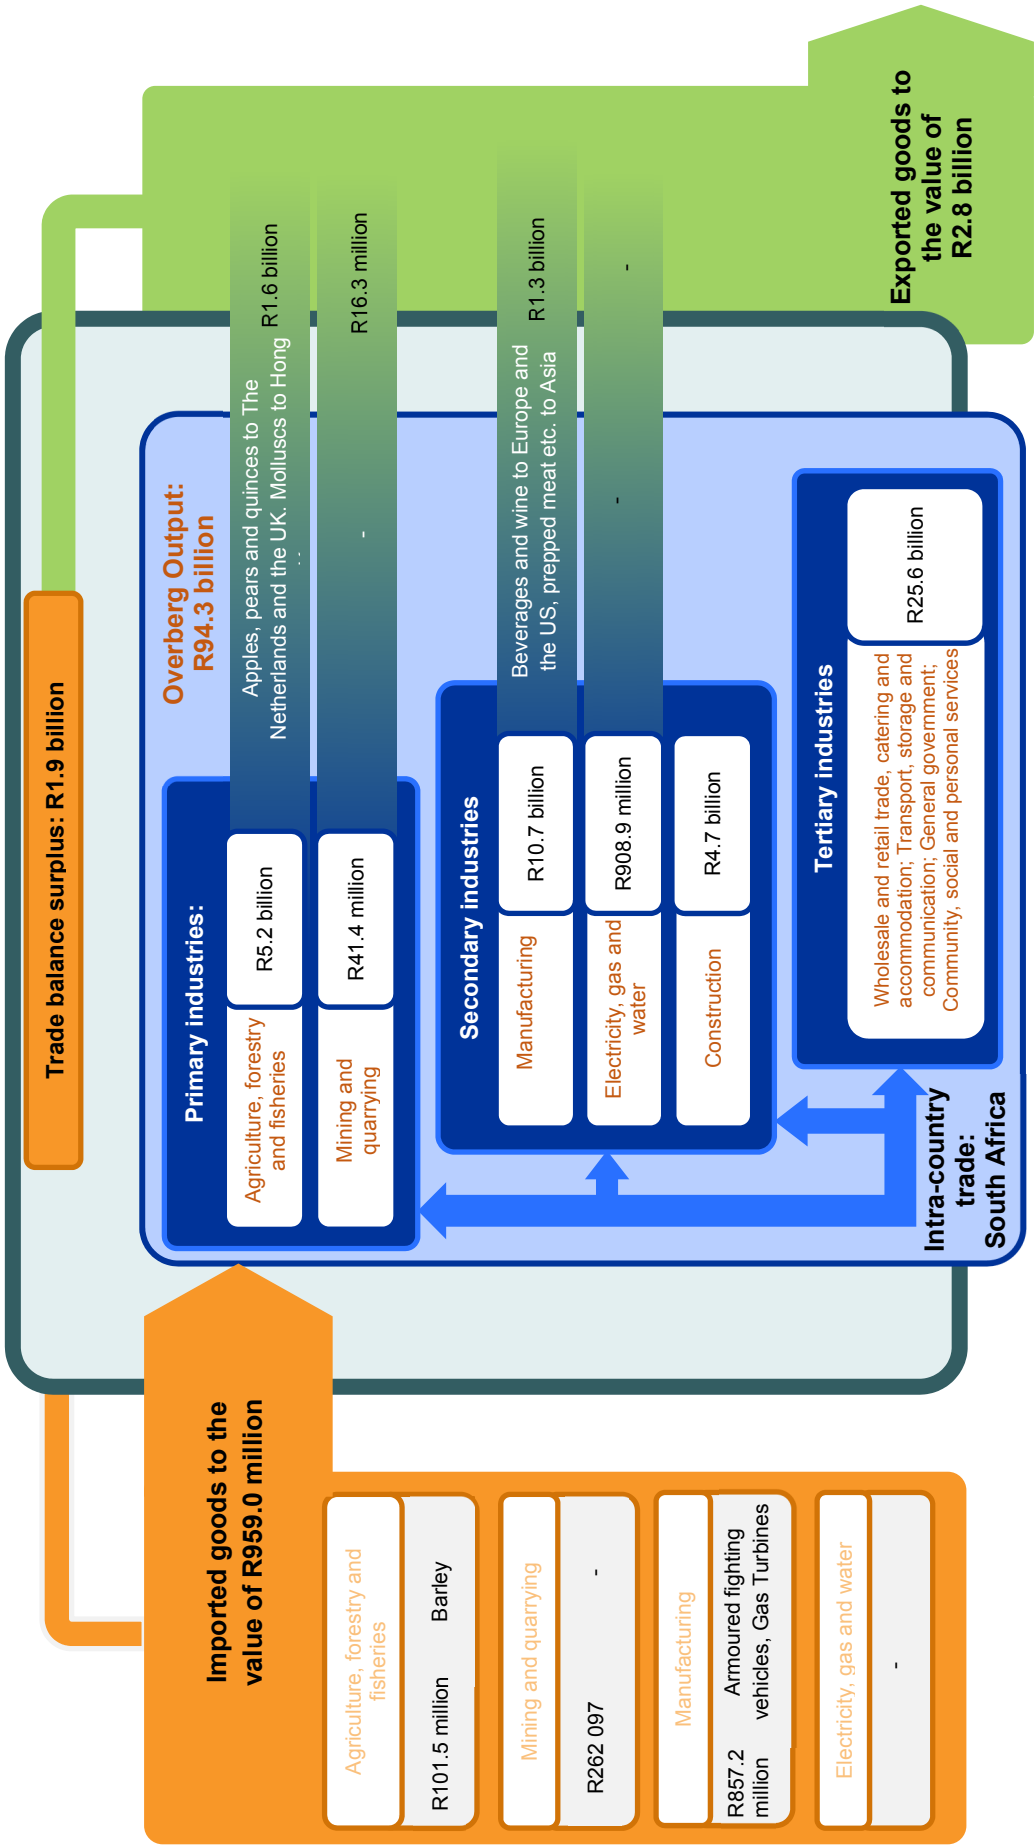 Trade balance surplus: R1.9 billion
Imported goods to the
value of R959.0 million
Agriculture, forestry and
fisheries
R101.5 million
Barley
Mining and quarrying
R262 097
-
Manufacturing
R857.2
million
Armoured fighting
vehicles, Gas Turbines
Electricity, gas and water
-
Overberg Output:
R94.3 billion
Primary industries:
Agriculture, forestry
and fisheries
R5.2 billion
Apples, pears and quinces to The
Netherlands and the UK. Molluscs to Hong
R1.6 billion
Mining and
quarrying
R41.4 million
-
R16.3 million
Secondary industries
Manufacturing
R10.7 billion
Beverages and wine to Europe and
the US, prepped meat etc. to Asia
R1.3 billion
Electricity, gas and
water
R908.9 million
-
-
Construction
R4.7 billion
Tertiary industries
Wholesale and retail trade, catering and
accommodation; Transport, storage and
communication; General government;
Community, social and personal services
R25.6 billion
Intra-country
trade:
South Africa
Exported goods to
the value of
R2.8 billion